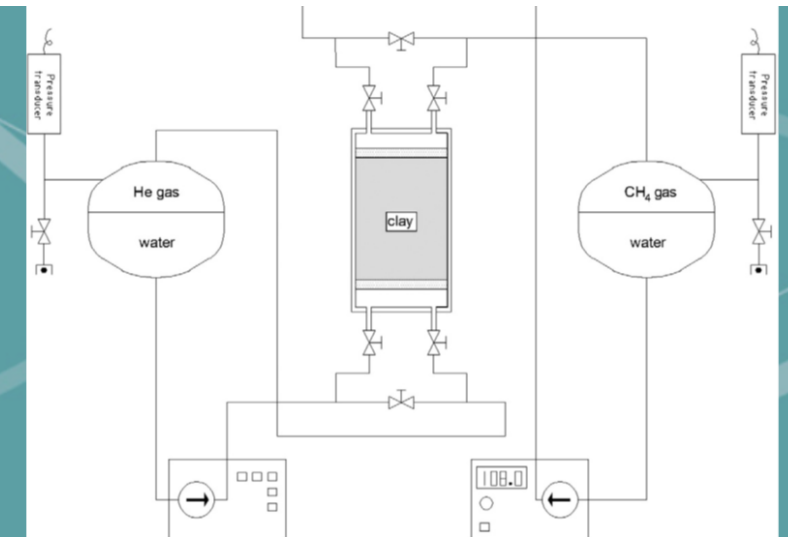 Pressure
transducer
Pressure
transducer
He gas
water
clay
CH₄ gas
water
108.0